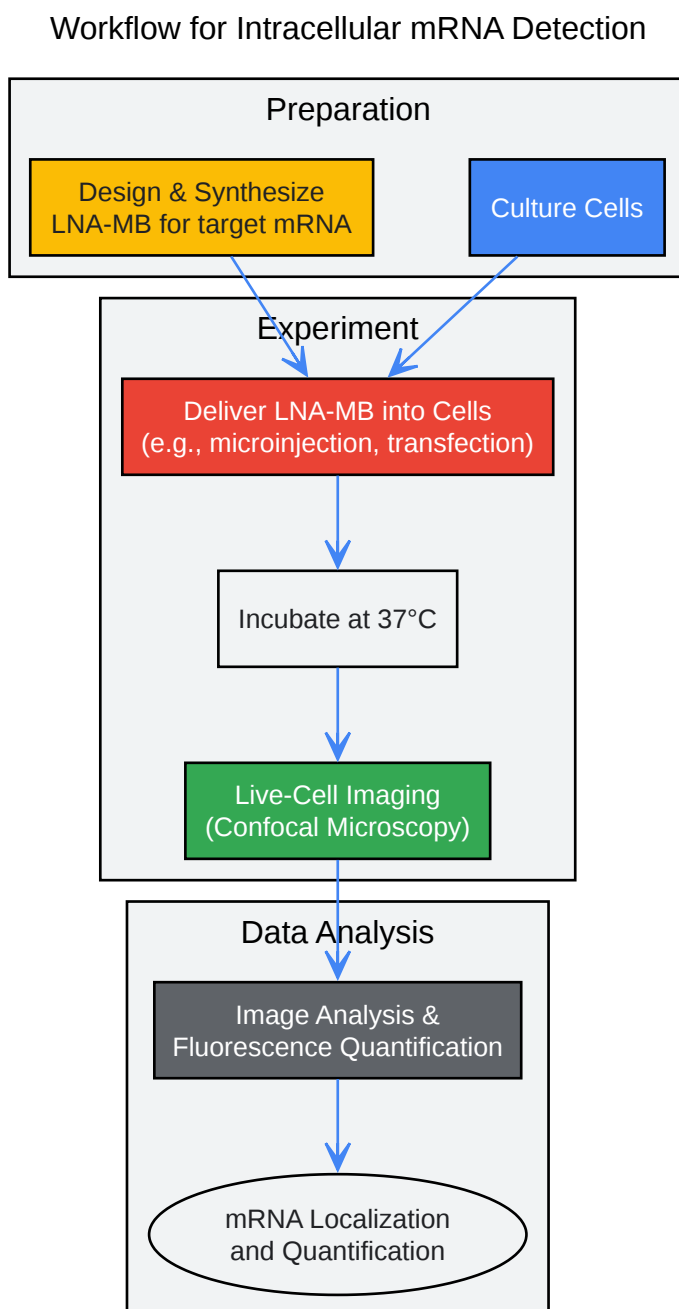 Workflow for Intracellular mRNA Detection
Preparation
Design & Synthesize
LNA-MB for target mRNA
Culture Cells
Experiment
Deliver LNA-MB into Cells
(e.g., microinjection, transfection)
Incubate at 37°C
Live-Cell Imaging
(Confocal Microscopy)
Data Analysis
Image Analysis &
Fluorescence Quantification
mRNA Localization
and Quantification